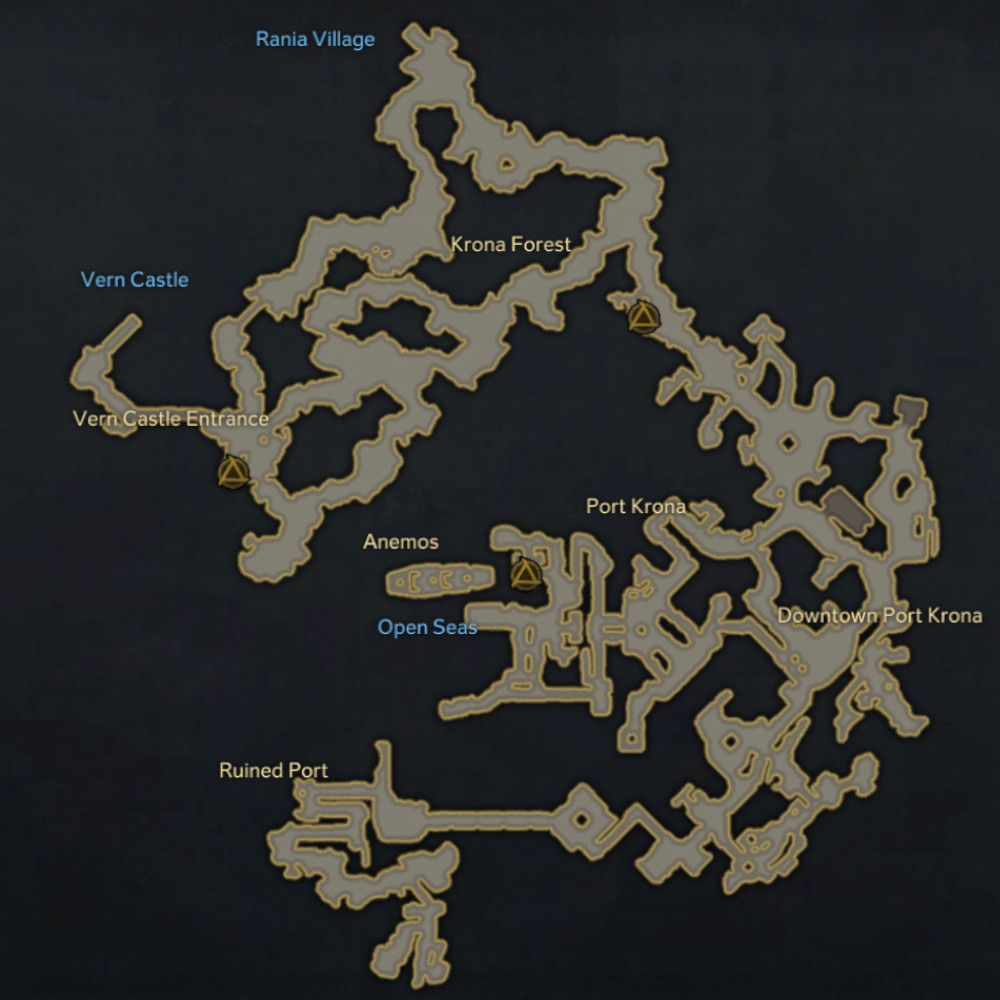 Rania Village
Krona Forest
Vern Castle
Vern Castle Entrance
Port Krona
Anemos
Downtown Port Krona
Open Seas
Ruined Port